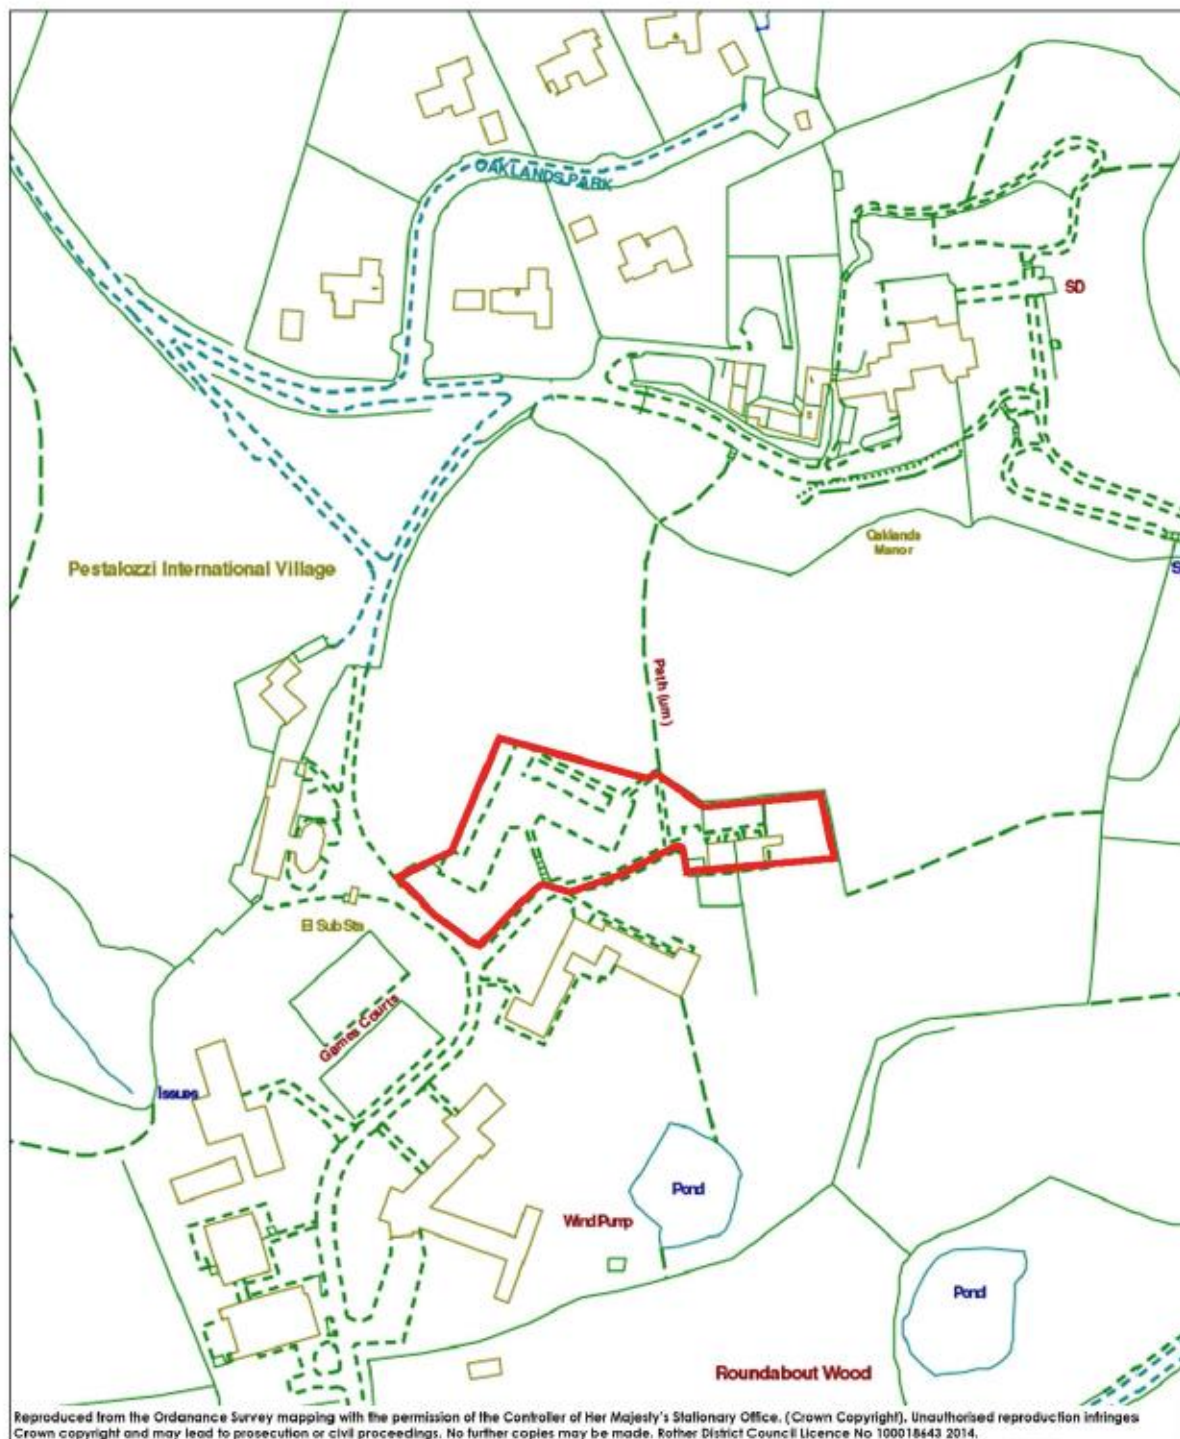 OAKLANDS PARK
SD
Oaklands
Manor
S
Pestalozzi International Village
Path (um)
El Sub Sta
Games Courts
Issues
Pond
Wind Pump
Pond
Roundabout Wood
Reproduced from the Ordanance Survey mapping with the permission of the Controller of Her Majesty's Stationary Office. (Crown Copyright). Unauthorised reproduction infringes
Crown copyright and may lead to prosecution or civil proceedings. No further copies may be made. Rother District Council Licence No 100018643 2014.